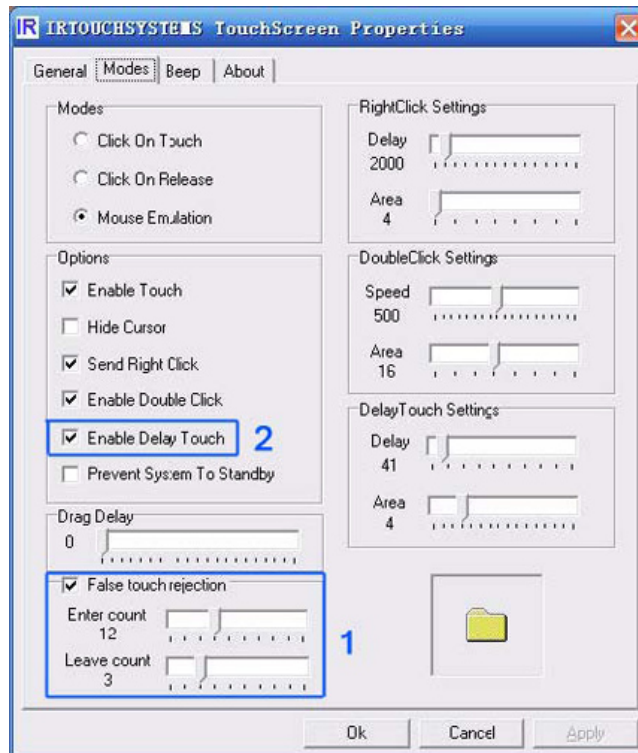 IR IRTOUCHSYSTEMS TouchScreen Properties
General Modes Beep About
Modes
Click On Touch
Click On Release
Mouse Emulation
Options
Enable Touch
Hide Cursor
Send Right Click
Enable Double Click
Enable Delay Touch 2
Prevent System To Standby
Drag Delay
0
False touch rejection
Enter count
12
Leave count
3
1
RightClick Settings
Delay
2000
Area
4
DoubleClick Settings
Speed
500
Area
16
DelayTouch Settings
Delay
41
Area
4
Ok Cancel Apply